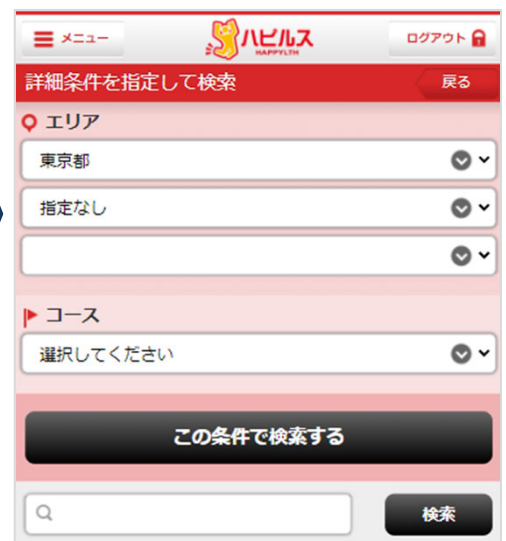 メニュー
ハピルス
HAPPYLTH
ログアウト
詳細条件を指定して検索
戻る
エリア
東京都
指定なし
コース
選択してください
この条件で検索する
検索